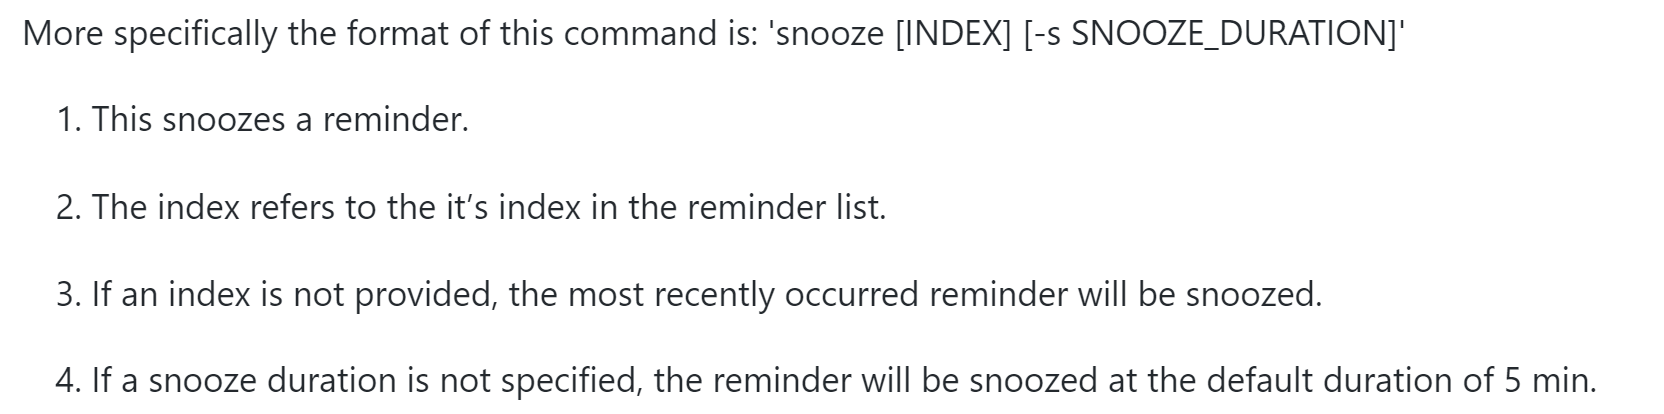 More specifically the format of this command is: 'snooze [INDEX] [-s SNOOZE_DURATION]'
1. This snoozes a reminder.
2. The index refers to the it’s index in the reminder list.
3. If an index is not provided, the most recently occurred reminder will be snoozed.
4. If a snooze duration is not specified, the reminder will be snoozed at the default duration of 5 min.